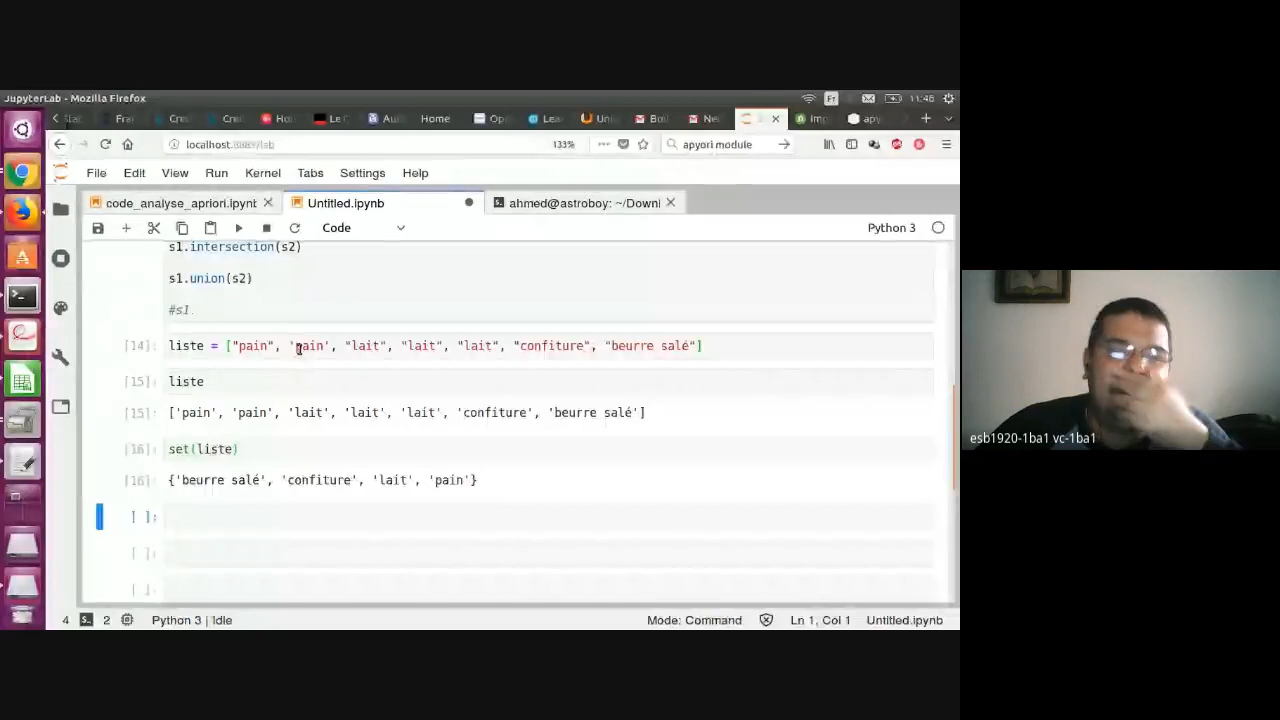 JupyterLab - Mozilla Firefox
Fr
11:46
Home
localhost:8889/lab
133%
apyori module
File Edit View Run Kernel Tabs Settings Help
code_analyse_apriori.ipynb
Untitled.ipynb
ahmed@astroboy: ~/Downl
Code
Python 3
s1.intersection(s2)
s1.union(s2)
#s1.
[14]: liste = ["pain", 'pain', "lait", "lait", "lait", "confiture", "beurre salé"]
[15]: liste
[15]: ['pain', 'pain', 'lait', 'lait', 'lait', 'confiture', 'beurre salé']
[16]: set(liste)
[16]: {'beurre salé', 'confiture', 'lait', 'pain'}
[ ]:
[ ]:
[ ]:
4 2 Python 3 | Idle
Mode: Command
Ln 1, Col 1
Untitled.ipynb
esb1920-1ba1 vc-1ba1